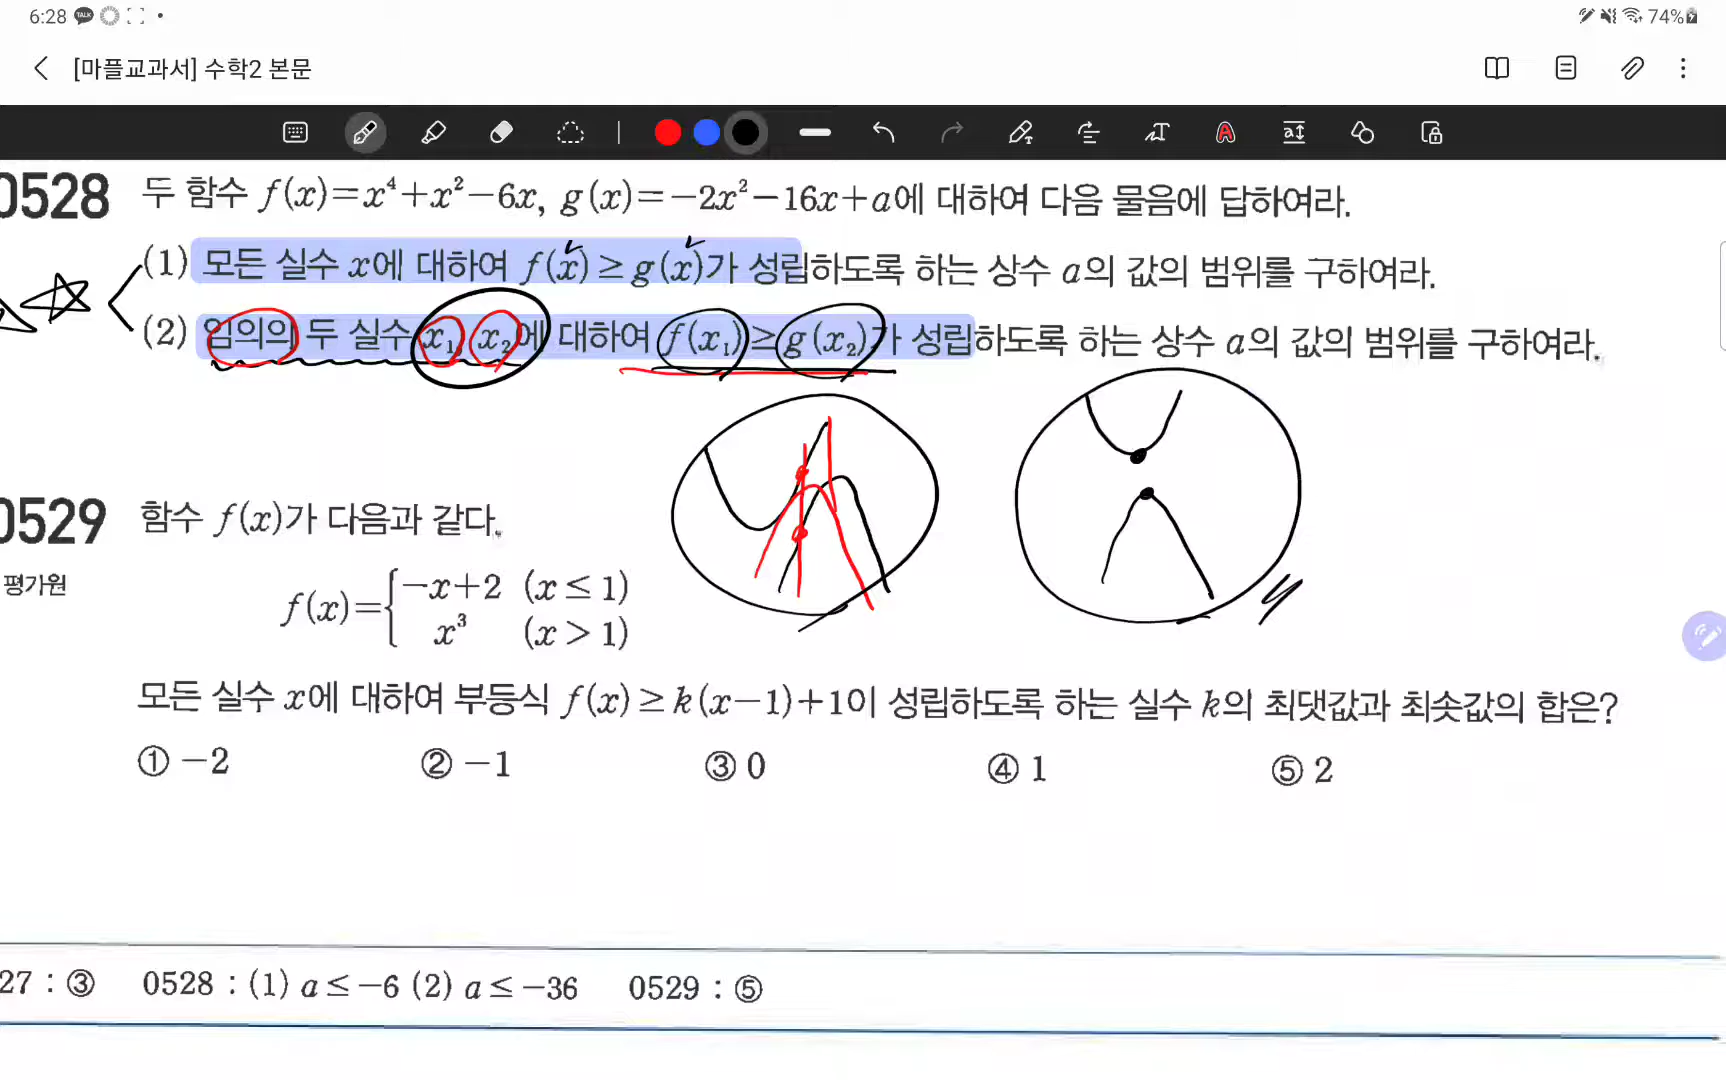 6:28 TALK 74%
[마플교과서] 수학2 본문
0528 두 함수 f(x)=x⁴+x²−6x, g(x)=−2x²−16x+a에 대하여 다음 물음에 답하여라.
(1) 모든 실수 x에 대하여 f(x)≥g(x)가 성립하도록 하는 상수 a의 값의 범위를 구하여라.
(2) 임의의 두 실수 x₁, x₂에 대하여 f(x₁)≥g(x₂)가 성립하도록 하는 상수 a의 값의 범위를 구하여라.
0529 함수 f(x)가 다음과 같다.
평가원
f(x)={−x+2 (x≤1)
x³ (x>1)
모든 실수 x에 대하여 부등식 f(x)≥k(x−1)+1이 성립하도록 하는 실수 k의 최댓값과 최솟값의 합은?
① −2 ② −1 ③ 0 ④ 1 ⑤ 2
27 : ③ 0528 : (1) a≤−6 (2) a≤−36 0529 : ⑤